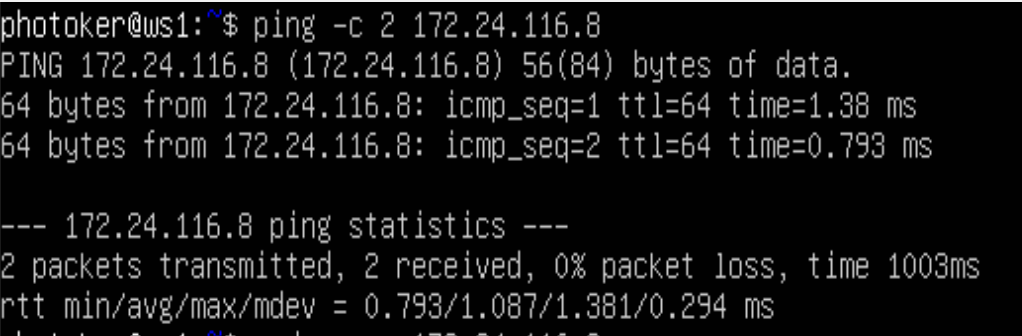 photoker@ws1:~$ ping -c 2 172.24.116.8
PING 172.24.116.8 (172.24.116.8) 56(84) bytes of data.
64 bytes from 172.24.116.8: icmp_seq=1 ttl=64 time=1.38 ms
64 bytes from 172.24.116.8: icmp_seq=2 ttl=64 time=0.793 ms
--- 172.24.116.8 ping statistics ---
2 packets transmitted, 2 received, 0% packet loss, time 1003ms
rtt min/avg/max/mdev = 0.793/1.087/1.381/0.294 ms